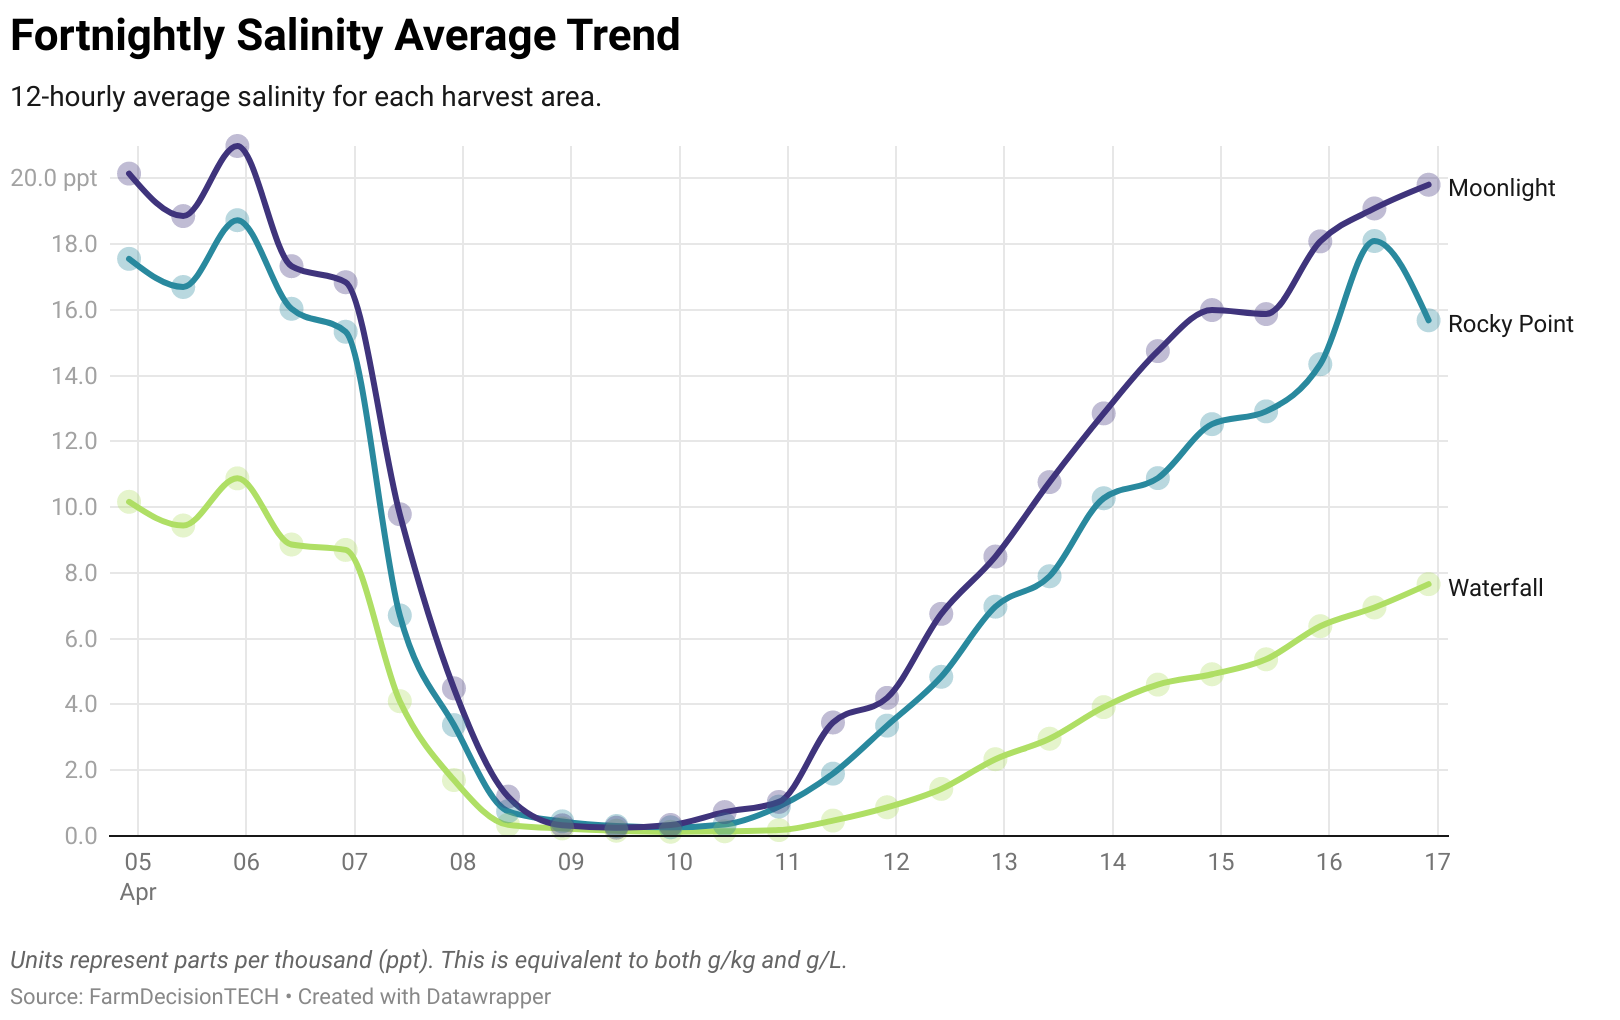 Fortnightly Salinity Average Trend
12-hourly average salinity for each harvest area.
20.0 ppt
18.0
16.0
14.0
12.0
10.0
8.0
6.0
4.0
2.0
0.0
Moonlight
Rocky Point
Waterfall
05 06 07 08 09 10 11 12 13 14 15 16 17
Apr
Units represent parts per thousand (ppt). This is equivalent to both g/kg and g/L.
Source: FarmDecisionTECH • Created with Datawrapper